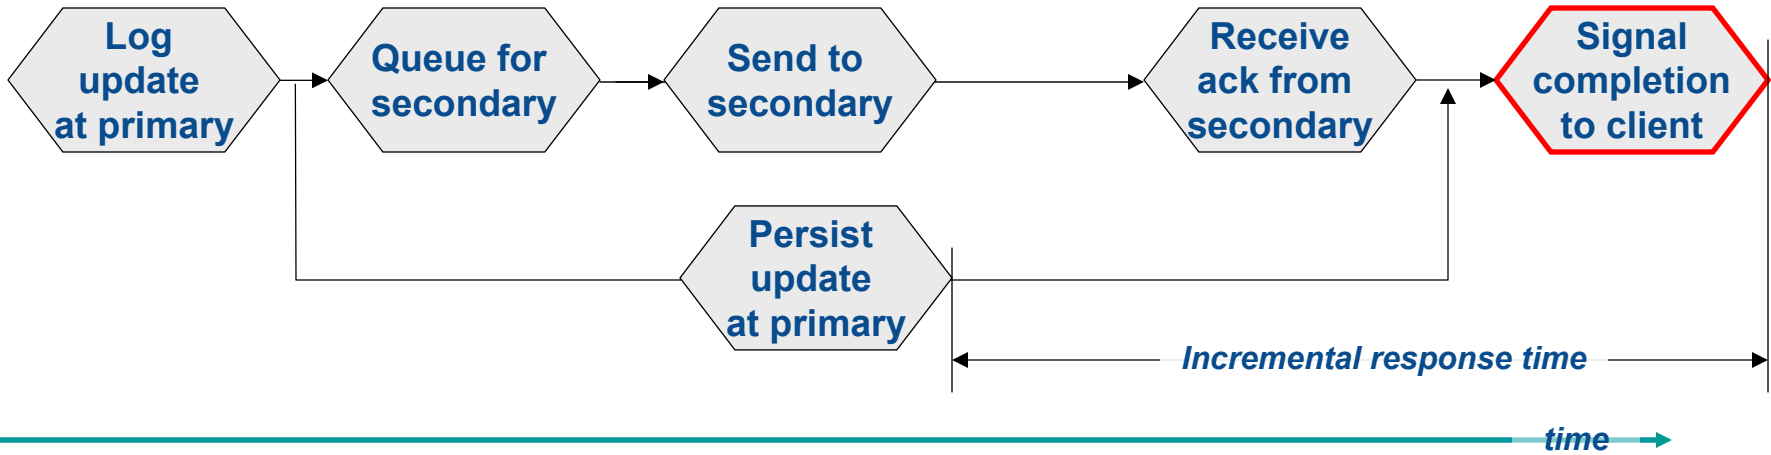 Log
update
at primary
Queue for
secondary
Send to
secondary
Receive
ack from
secondary
Signal
completion
to client
Persist
update
at primary
Incremental response time
time